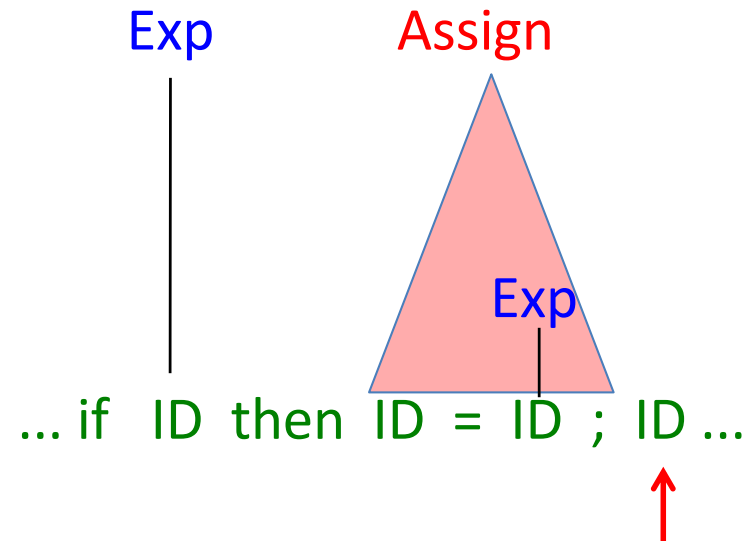 Exp Assign
Exp
... if ID then ID = ID ; ID ...